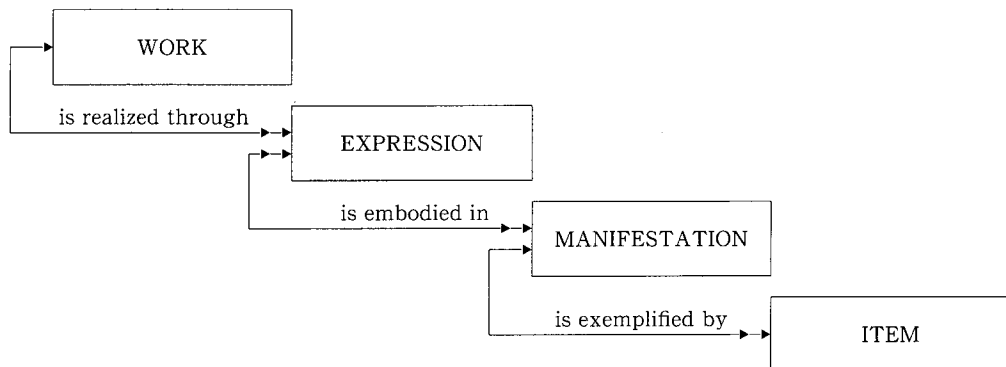 WORK
is realized through
EXPRESSION
is embodied in
MANIFESTATION
is exemplified by
ITEM